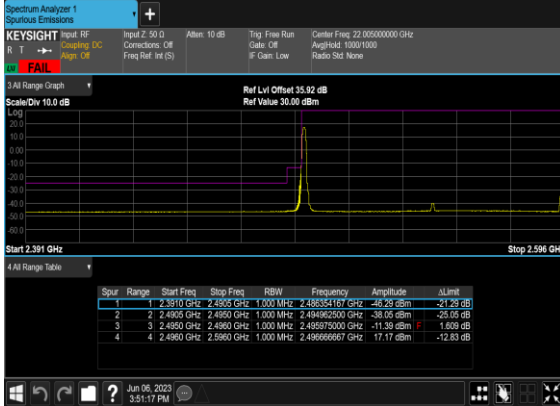 Spectrum Analyzer 1
Spurious Emissions
+
KEYSIGHT
R T
LXI FAIL
Input: RF
Coupling: DC
Align: Off
Input Z: 50 Ω
Corrections: Off
Freq Ref: Int (S)
Atten: 10 dB
Trig: Free Run
Gate: Off
IF Gain: Low
Center Freq: 22.005000000 GHz
Avg|Hold: 1000/1000
Radio Std: None
3 All Range Graph
Scale/Div 10.0 dB
Ref Lvl Offset 35.92 dB
Ref Value 30.00 dBm
Log
20.0
10.0
0.00
-10.0
-20.0
-30.0
-40.0
-50.0
-60.0
Start 2.391 GHz
Stop 2.596 GH
4 All Range Table
Spur Range Start Freq Stop Freq RBW Frequency Amplitude ΔLimit
1 1 2.3910 GHz 2.4905 GHz 1.000 MHz 2.486354167 GHz -46.29 dBm -21.29 dB
2 2 2.4905 GHz 2.4950 GHz 1.000 MHz 2.494962500 GHz -38.05 dBm -25.05 dB
3 3 2.4950 GHz 2.4960 GHz 1.000 MHz 2.495975000 GHz -11.39 dBm F 1.609 dB
4 4 2.4960 GHz 2.5960 GHz 1.000 MHz 2.496666667 GHz 17.17 dBm -12.83 dB
?
Jun 06, 2023
3:51:17 PM